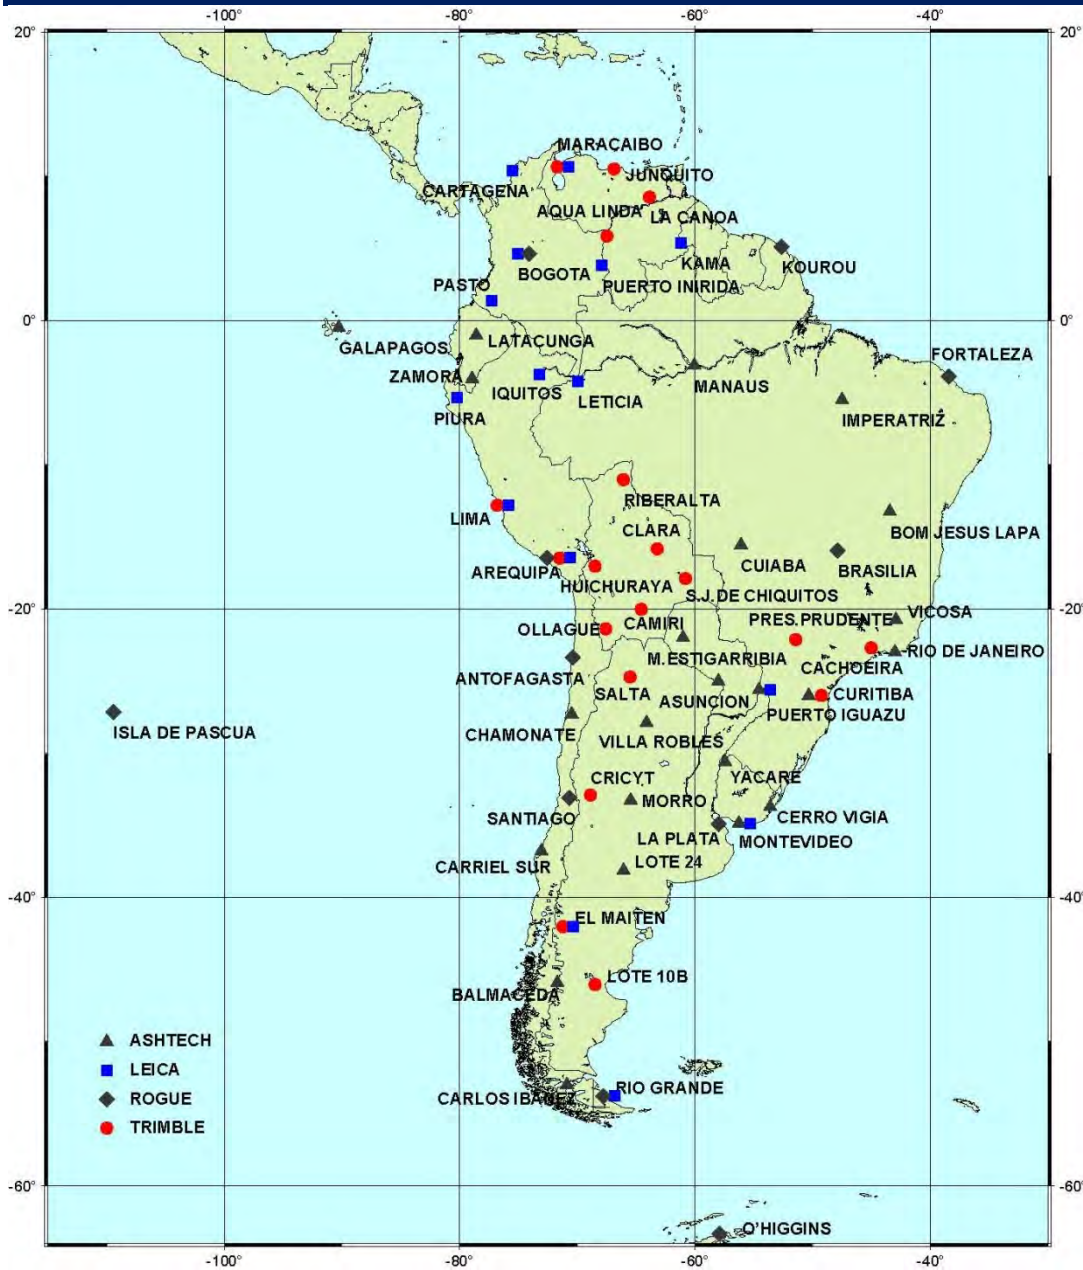 -100° -80° -60° -40°
20° 20°
MARAÇAIBO
JUNQUITO
CARTAGENA
AQUA LINDA
LA CANOA
BOGOTA
KAMA
KOUROU
PASTO
PUERTO INIRIDA
0° 0°
GALAPAGOS
LATACUNGA
FORTALEZA
ZAMORA
IQUITOS
MANAUS
PIURA
LETICIA
IMPERATRIZ
RIBERALTA
LIMA
CLARA
BOM JESUS LAPA
AREQUIPA
CUIABA
BRASILIA
HUICHURAYA
S.J.DE CHIQUITOS
-20° -20°
OLLAGUE
CAMIRI
PRES.PRUDENTE
VICOSA
M.ESTIGARRIBIA
CACHOEIRA
RIO DE JANEIRO
ANTOFAGASTA
SALTA
ASUNCION
CURITIBA
PUERTO IGUAZU
ISLA DE PASCUA
CHAMONATE
VILLA ROBLES
CRICYT
YACARE
MORRO
SANTIAGO
CERRO VIGIA
LA PLATA
MONTEVIDEO
CARRIEL SUR
LOTE 24
-40° -40°
EL MAITEN
LOTE 10B
BALMACEDA
ASHTECH
LEICA
ROGUE
TRIMBLE
CARLOS IBAÑEZ
RIO GRANDE
-60° -60°
O'HIGGINS
-100° -80° -60° -40°